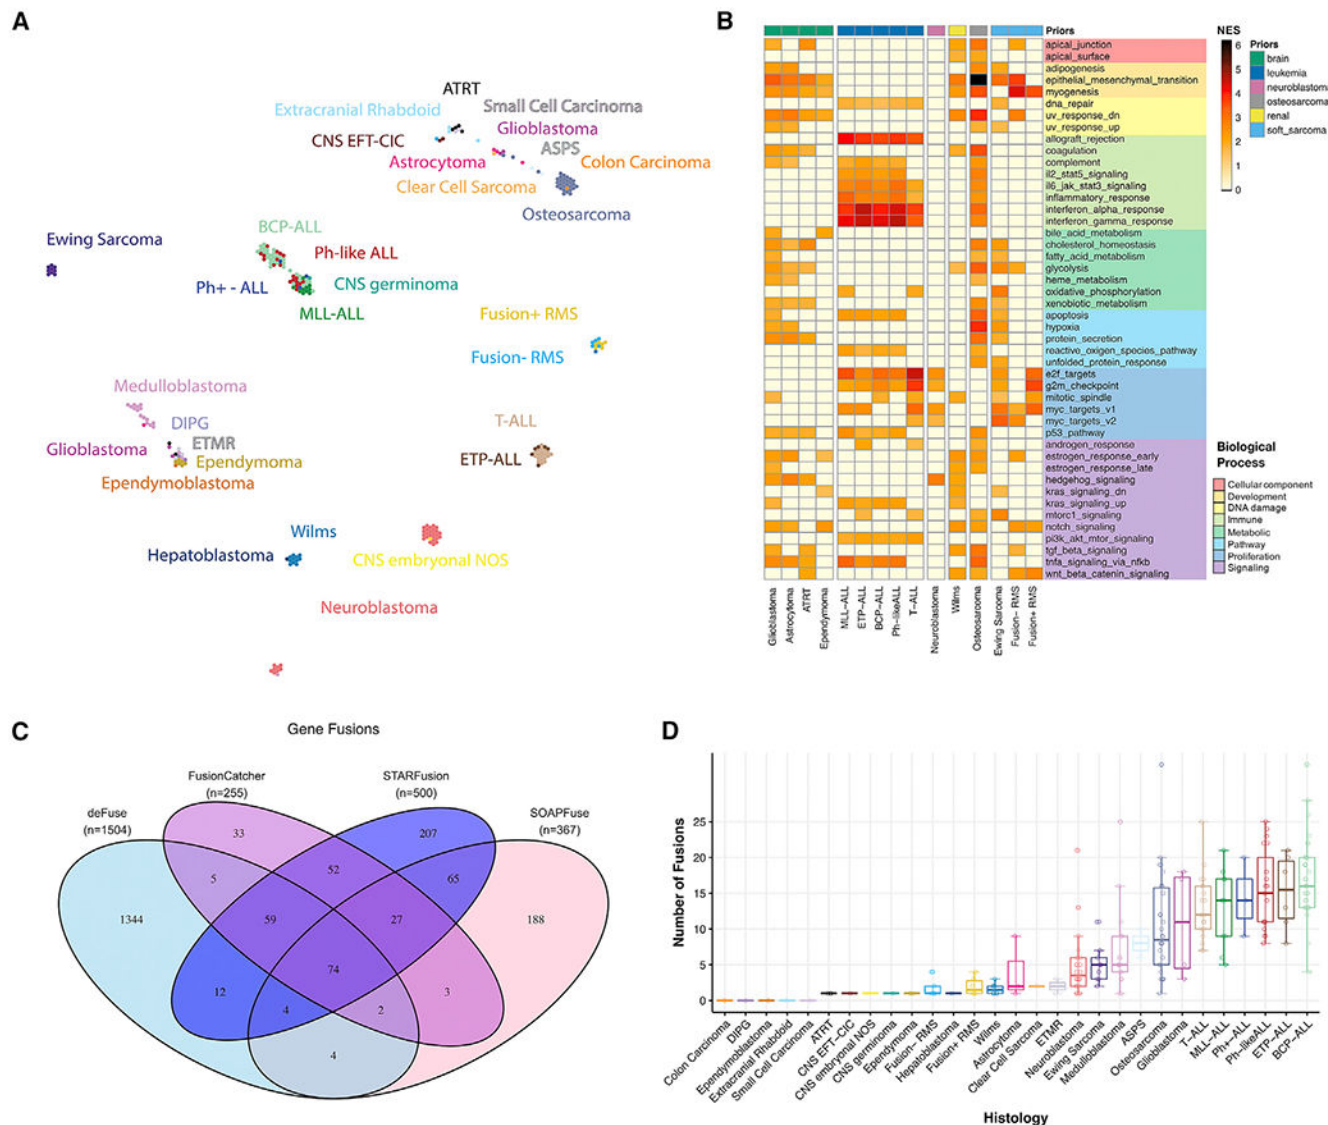 A
ATRT
Extracranial Rhabdoid
Small Cell Carcinoma
Glioblastoma
CNS EFT-CIC
ASPS
Astrocytoma
Colon Carcinoma
Clear Cell Sarcoma
Osteosarcoma
BCP-ALL
Ewing Sarcoma
Ph-like ALL
Ph+ - ALL
CNS germinoma
MLL-ALL
Fusion+ RMS
Fusion- RMS
Medulloblastoma
DIPG
T-ALL
Glioblastoma
ETMR
Ependymoma
ETP-ALL
Ependymoblastoma
Wilms
Hepatoblastoma
CNS embryonal NOS
Neuroblastoma
B
Priors
apical_junction
apical_surface
adipogenesis
epithelial_mesenchymal_transition
myogenesis
dna_repair
uv_response_dn
uv_response_up
allograft_rejection
coagulation
complement
il2_stat5_signaling
il6_jak_stat3_signaling
inflammatory_response
interferon_alpha_response
interferon_gamma_response
bile_acid_metabolism
cholesterol_homeostasis
fatty_acid_metabolism
glycolysis
heme_metabolism
oxidative_phosphorylation
xenobiotic_metabolism
apoptosis
hypoxia
protein_secretion
reactive_oxigen_species_pathway
unfolded_protein_response
e2f_targets
g2m_checkpoint
mitotic_spindle
myc_targets_v1
myc_targets_v2
p53_pathway
androgen_response
estrogen_response_early
estrogen_response_late
hedgehog_signaling
kras_signaling_dn
kras_signaling_up
mtorc1_signaling
notch_signaling
pi3k_akt_mtor_signaling
tgf_beta_signaling
tnfa_signaling_via_nfkb
wnt_beta_catenin_signaling
Glioblastoma
Astrocytoma
ATRT
Ependymoma
MLL-ALL
ETP-ALL
BCP-ALL
Ph-likeALL
T-ALL
Neuroblastoma
Wilms
Osteosarcoma
Ewing Sarcoma
Fusion- RMS
Fusion+ RMS
NES
6
5
4
3
2
1
0
Priors
brain
leukemia
neuroblastoma
osteosarcoma
renal
soft_sarcoma
Biological
Process
Cellular component
Development
DNA damage
Immune
Metabolic
Pathway
Proliferation
Signaling
C
Gene Fusions
FusionCatcher
(n=255)
STARFusion
(n=500)
deFuse
(n=1504)
SOAPFuse
(n=367)
33
207
5
52
65
1344
59
27
188
74
12
4
2
3
4
D
Number of Fusions
25
20
15
10
5
0
Colon Carcinoma
DIPG
Ependymoblastoma
Extracranial Rhabdoid
Small Cell Carcinoma
ATRT
CNS EFT-CIC
CNS embryonal NOS
CNS germinoma
Ependymoma
Fusion- RMS
Hepatoblastoma
Fusion+ RMS
Wilms
Astrocytoma
Clear Cell Sarcoma
ETMR
Neuroblastoma
Ewing Sarcoma
Medulloblastoma
ASPS
Osteosarcoma
Glioblastoma
T-ALL
MLL-ALL
Ph+-ALL
Ph-likeALL
ETP-ALL
BCP-ALL
Histology